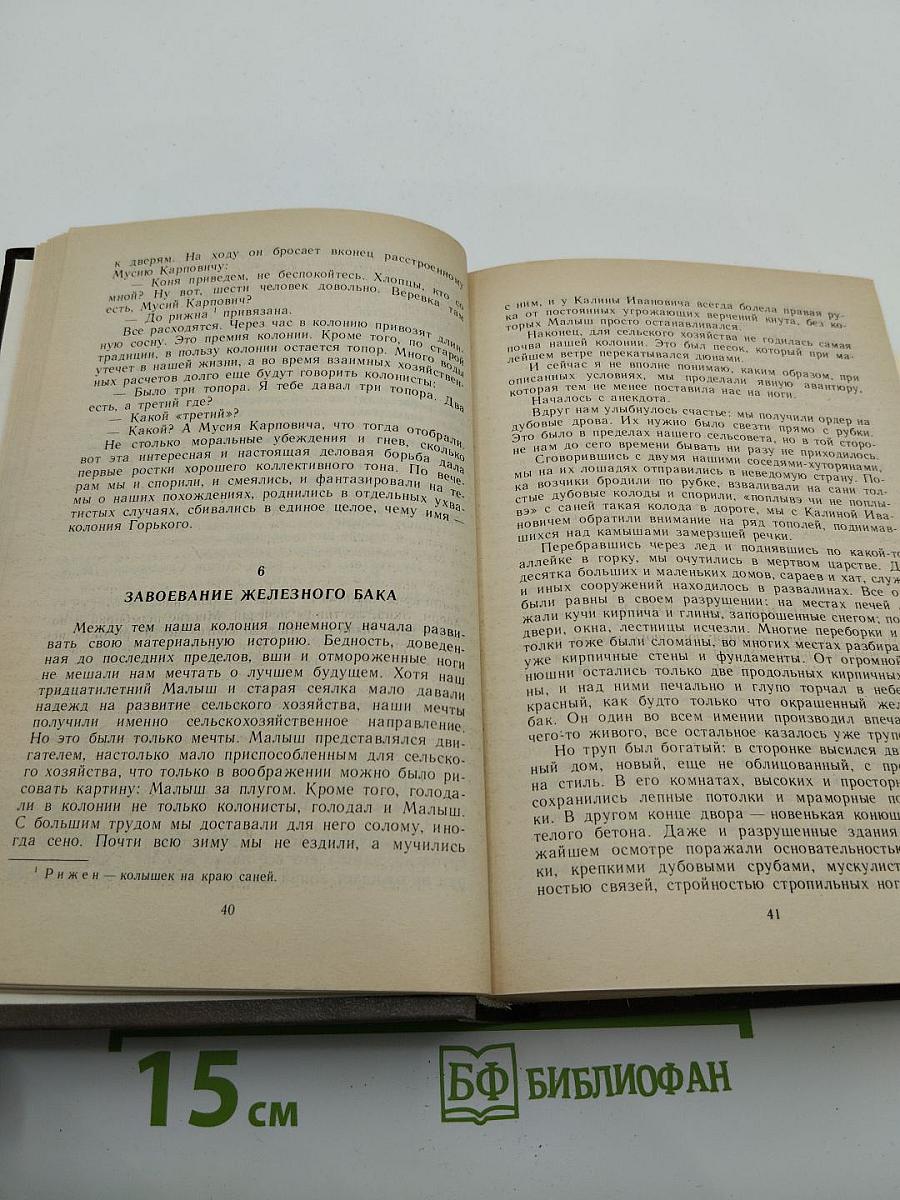 к дверям. На ходу он бросает вконец расстроенному
Мусию Карповичу:
— Коня приведем, не беспокойтесь. Хлопцы, кто со
мной? Ну вот, шести человек довольно. Веревка там
есть, Мусий Карпович?
— До рижна ¹ привязана.
Все расходятся. Через час в колонию привозят длин-
ную сосну. Это премия колонии. Кроме того, по старой
традиции, в пользу колонии остается топор. Много воды
утечет в нашей жизни, а во время взаимных хозяйствен-
ных расчетов долго еще будут говорить колонисты:
— Было три топора. Я тебе давал три топора. Два
есть, а третий где?
— Какой «третий»?
— Какой? А Мусия Карповича, что тогда отобрали.
Не столько моральные убеждения и гнев, сколько
вот эта интересная и настоящая деловая борьба дала
первые ростки хорошего коллективного тона. По вече-
рам мы и спорили, и смеялись, и фантазировали на те-
мы о наших похождениях, роднились в отдельных ухва-
тистых случаях, сбивались в единое целое, чему имя —
колония Горького.
6
ЗАВОЕВАНИЕ ЖЕЛЕЗНОГО БАКА
Между тем наша колония понемногу начала разви-
вать свою материальную историю. Бедность, доведен-
ная до последних пределов, вши и отмороженные ноги
не мешали нам мечтать о лучшем будущем. Хотя наш
тридцатилетний Малыш и старая сеялка мало давали
надежд на развитие сельского хозяйства, наши мечты
получили именно сельскохозяйственное направление.
Но это были только мечты. Малыш представлялся дви-
гателем, настолько мало приспособленным для сельско-
го хозяйства, что только в воображении можно было ри-
совать картину: Малыш за плугом. Кроме того, голода-
ли в колонии не только колонисты, голодал и Малыш.
С большим трудом мы доставали для него солому, ино-
гда сено. Почти всю зиму мы не ездили, а мучились
¹ Рижен — колышек на краю саней.
40
с ним, и у Калины Ивановича всегда болела правая ру-
ка от постоянных угрожающих верчений кнута, без ко-
торых Малыш просто останавливался.
Наконец, для сельского хозяйства не годилась самая
почва нашей колонии. Это был песок, который при ма-
лейшем ветре перекатывался дюнами.
И сейчас я не вполне понимаю, каким образом, при
описанных условиях, мы проделали явную авантюру,
которая тем не менее поставила нас на ноги.
Началось с анекдота.
Вдруг нам улыбнулось счастье: мы получили ордер на
дубовые дрова. Их нужно было свезти прямо с рубки.
Это было в пределах нашего сельсовета, но в той сторо-
не нам до сего времени бывать ни разу не приходилось.
Сговорившись с двумя нашими соседями-хуторянами,
мы на их лошадях отправились в неведомую страну. По-
ка возчики бродили по рубке, взваливали на сани тол-
стые дубовые колоды и спорили, «поплывэ чи не поплы-
вэ» с саней такая колода в дороге, мы с Калиной Ива-
новичем обратили внимание на ряд тополей, поднимав-
шихся над камышами замерзшей речки.
Перебравшись через лед и поднявшись по какой-то
аллейке в горку, мы очутились в мертвом царстве. Д
десятка больших и маленьких домов, сараев и хат, служ
и иных сооружений находилось в развалинах. Все о
были равны в своем разрушении: на местах печей
жали кучи кирпича и глины, запорошенные снегом; по
двери, окна, лестницы исчезли. Многие переборки и
толки тоже были сломаны, во многих местах разбира
уже кирпичные стены и фундаменты. От огромной
нюшни остались только две продольных кирпичных
ны, и над ними печально и глупо торчал в небе
красный, как будто только что окрашенный жел
бак. Он один во всем имении производил впеча
чего-то живого, все остальное казалось уже трупо
Но труп был богатый: в сторонке высился дв
ный дом, новый, еще не облицованный, с пре
на стиль. В его комнатах, высоких и просторн
сохранились лепные потолки и мраморные по
ки. В другом конце двора — новенькая конюш
телого бетона. Даже и разрушенные здания
жайшем осмотре поражали основательностью
ки, крепкими дубовыми срубами, мускулист
ностью связей, стройностью стропильных ног
41
15 см
БФ БИБЛИОФАН